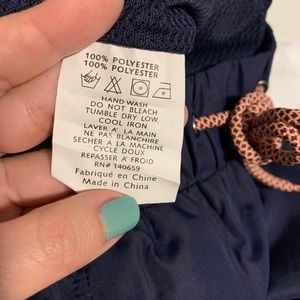 100% POLYESTER
100% POLYESTER
HAND WASH
DO NOT BLEACH
TUMBLE DRY LOW
COOL IRON
LAVER A' LA MAIN
NE PAS BLANCHIRE
SECHER A LA MACHINE
CYCLE DOUX
REPASSER A' FROID
RN# 140659
Fabriqué en Chine
Made in China